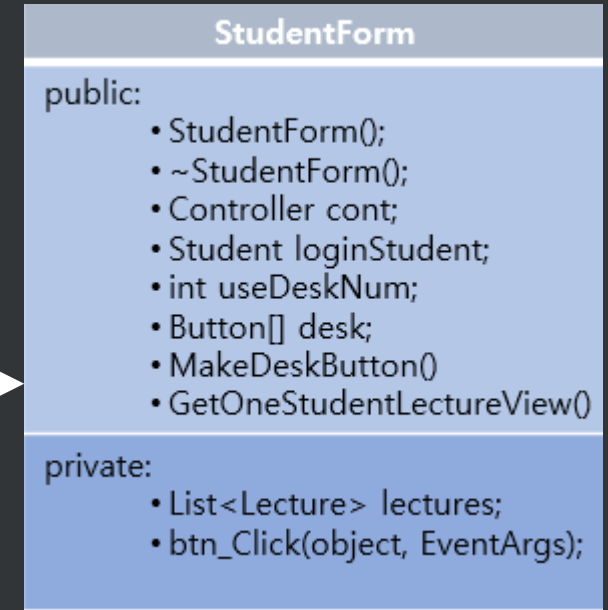 StudentForm
public:
• StudentForm();
• ~StudentForm();
• Controller cont;
• Student loginStudent;
• int useDeskNum;
• Button[] desk;
• MakeDeskButton()
• GetOneStudentLectureView()
private:
• List<Lecture> lectures;
• btn_Click(object, EventArgs);